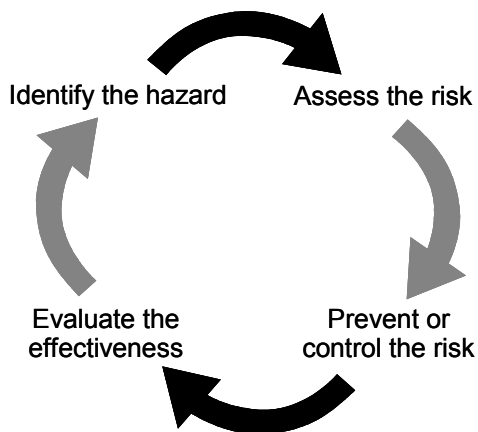 Identify the hazard
Assess the risk
Evaluate the
effectiveness
Prevent or
control the risk